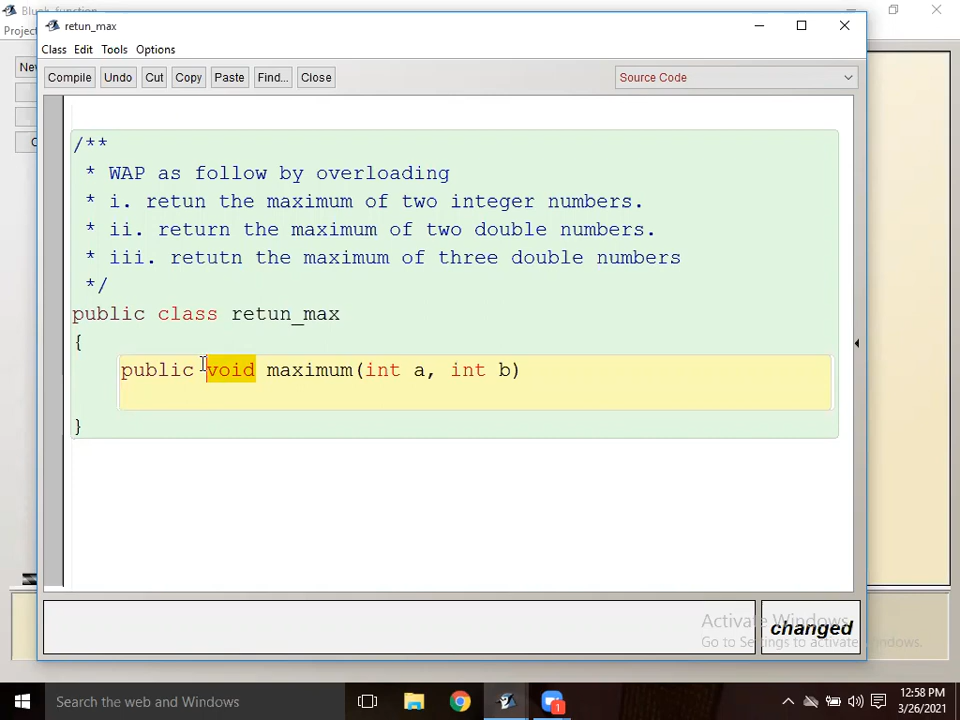 retun_max
Class Edit Tools Options
Compile Undo Cut Copy Paste Find... Close Source Code
/**
* WAP as follow by overloading
* i. retun the maximum of two integer numbers.
* ii. return the maximum of two double numbers.
* iii. retutn the maximum of three double numbers
*/
public class retun_max
{
public void maximum(int a, int b)
}
changed
Activate Windows
Go to Settings to activate Windows.
Search the web and Windows
1
12:58 PM
3/26/2021